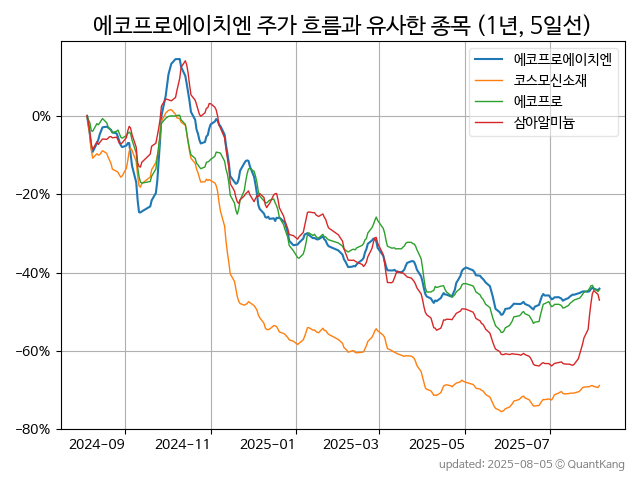 에코프로에이치엔 주가 흐름과 유사한 종목 (1년, 5일선)
에코프로에이치엔
코스모신소재
에코프로
삼아알미늄
0%
−20%
−40%
−60%
−80%
2024-09
2024-11
2025-01
2025-03
2025-05
2025-07
updated: 2025-08-05 © QuantKang